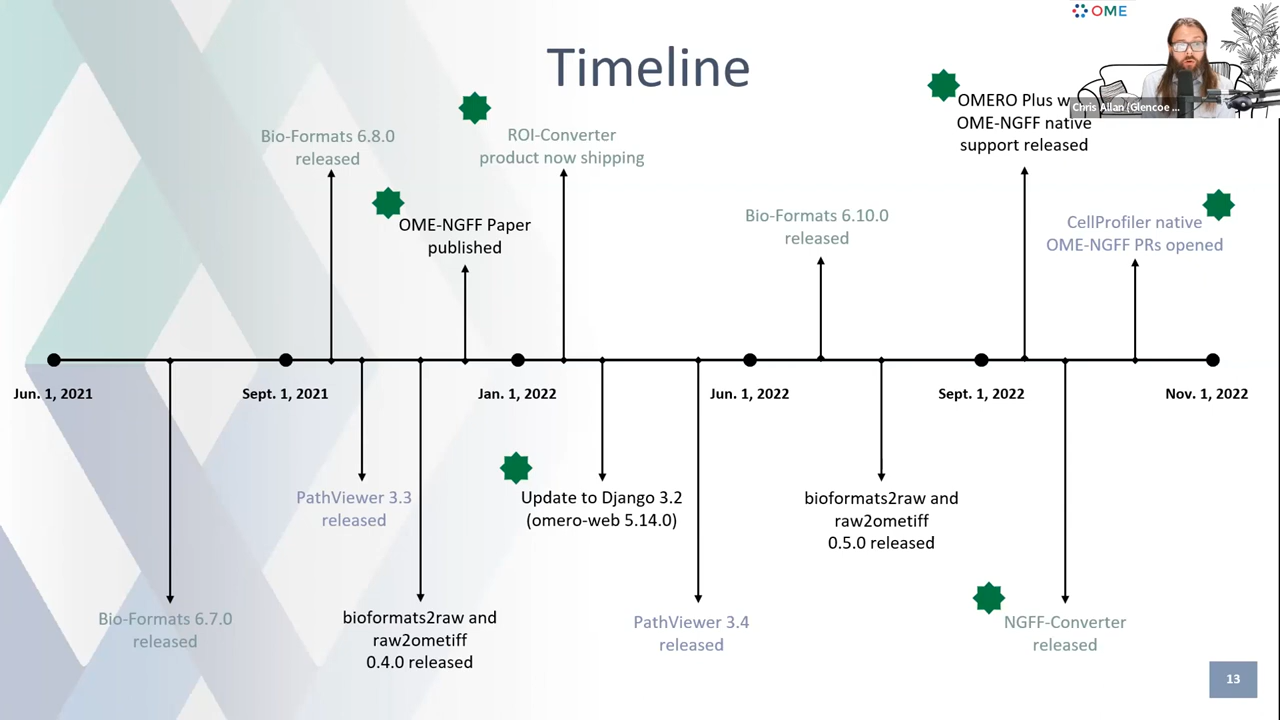 OME
Timeline
OMERO Plus w
OME-NGFF native
support released
Chris Allan (Glencoe ...
Bio-Formats 6.8.0
released
ROI-Converter
product now shipping
OME-NGFF Paper
published
Bio-Formats 6.10.0
released
CellProfiler native
OME-NGFF PRs opened
Jun. 1, 2021
Sept. 1, 2021
Jan. 1, 2022
Jun. 1, 2022
Sept. 1, 2022
Nov. 1, 2022
PathViewer 3.3
released
Update to Django 3.2
(omero-web 5.14.0)
bioformats2raw and
raw2ometiff
0.5.0 released
Bio-Formats 6.7.0
released
bioformats2raw and
raw2ometiff
0.4.0 released
PathViewer 3.4
released
NGFF-Converter
released
13